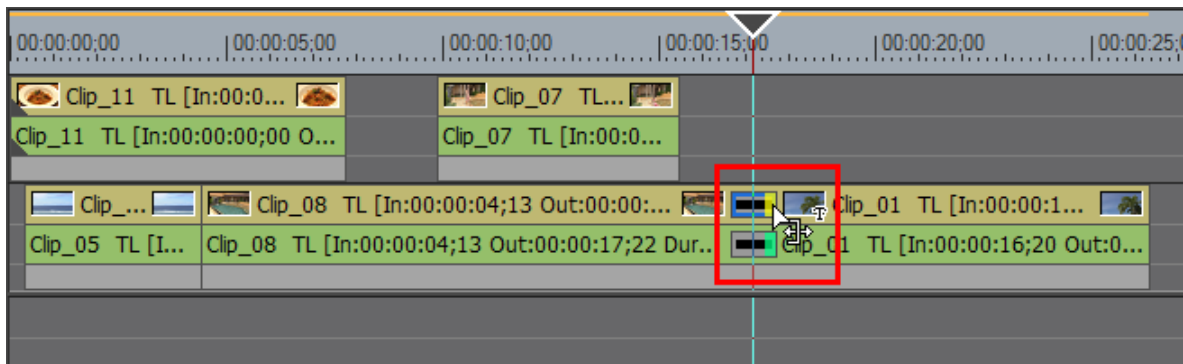 00:00:00;00 00:00:05;00 00:00:10;00 00:00:15;00 00:00:20;00 00:00:25;
Clip_11 TL [In:00:0... Clip_07 TL...
Clip_11 TL [In:00:00:00;00 O... Clip_07 TL [In:00:0...
Clip_... Clip_08 TL [In:00:00:04;13 Out:00:00:... Clip_01 TL [In:00:00:1...
T
Clip_05 TL [I... Clip_08 TL [In:00:00:04;13 Out:00:00:17;22 Dur... Clip_01 TL [In:00:00:16;20 Out:0...